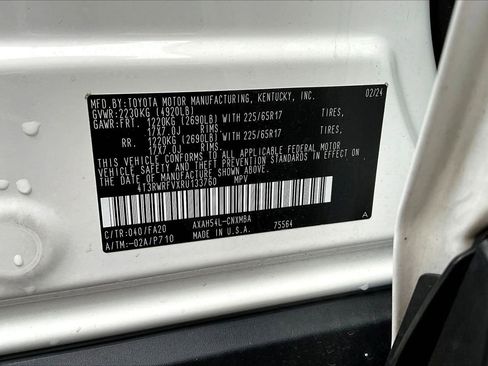 MFD.BY:TOYOTA MOTOR MANUFACTURING, KENTUCKY, INC. 02/24
GVWR:2230KG (4920LB)
GAWR:FRT. 1220KG (2690LB) WITH 225/65R17 TIRES,
17X7.0J RIMS.
RR. 1220KG (2690LB) WITH 225/65R17 TIRES,
17X7.0J RIMS.
THIS VEHICLE CONFORMS TO ALL APPLICABLE FEDERAL MOTOR
VEHICLE SAFETY AND THEFT PREVENTION STANDARDS IN EFFECT ON
THE DATE OF MANUFACTURE SHOWN ABOVE.
4T3RWRFVXRU133760 MPV
C/TR:040/FA20 AXAH54L-CNXMBA A
A/TM:-02A/P710 MADE IN U.S.A. 75564